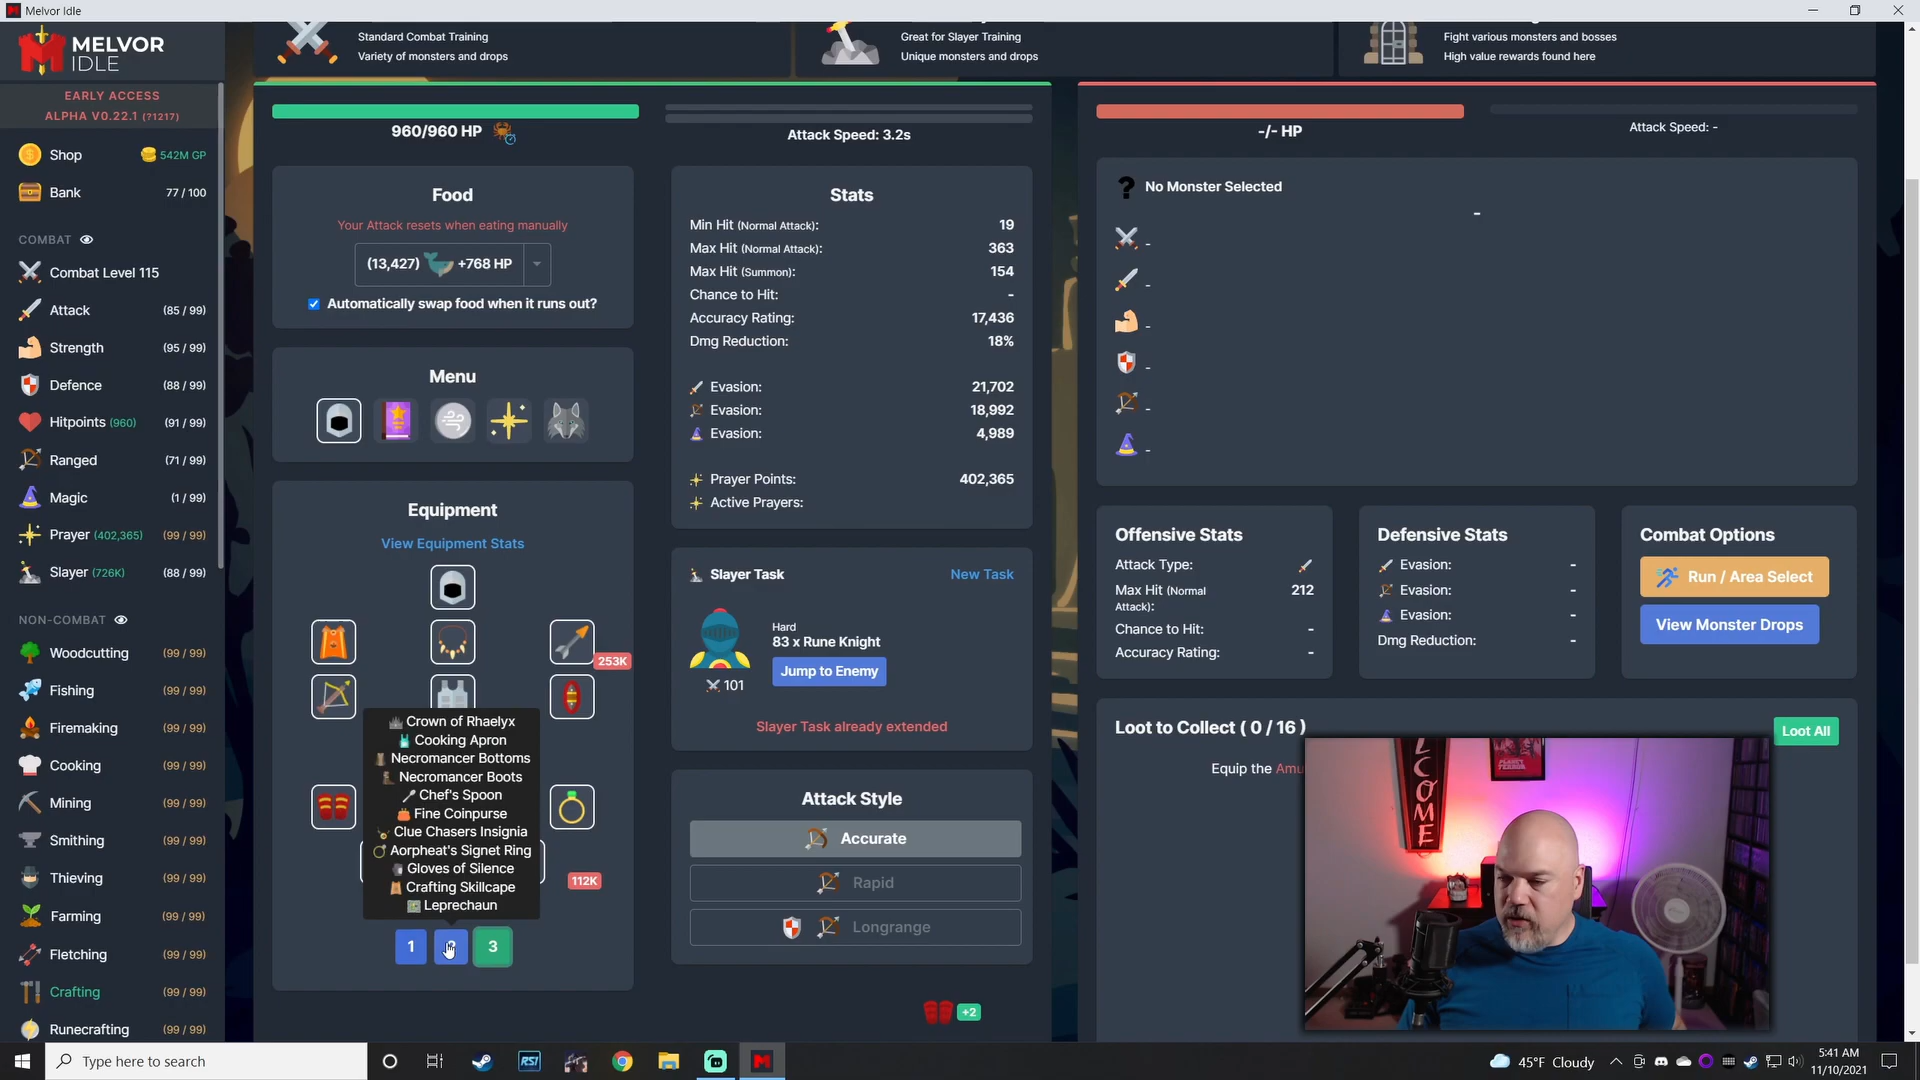 Melvor Idle
MELVOR
IDLE
EARLY ACCESS
ALPHA V0.22.1 (?1217)
Shop 542M GP
Bank 77 / 100
COMBAT
Combat Level 115
Attack (85 / 99)
Strength (95 / 99)
Defence (88 / 99)
Hitpoints (960) (91 / 99)
Ranged (71 / 99)
Magic (1 / 99)
Prayer (402,365) (99 / 99)
Slayer (726K) (88 / 99)
NON-COMBAT
Woodcutting (99 / 99)
Fishing (99 / 99)
Firemaking (99 / 99)
Cooking (99 / 99)
Mining (99 / 99)
Smithing (99 / 99)
Thieving (99 / 99)
Farming (99 / 99)
Fletching (99 / 99)
Crafting (99 / 99)
Runecrafting (99 / 99)
Standard Combat Training
Variety of monsters and drops
Great for Slayer Training
Unique monsters and drops
Fight various monsters and bosses
High value rewards found here
960/960 HP
Attack Speed: 3.2s
Food
Your Attack resets when eating manually
(13,427) +768 HP
Automatically swap food when it runs out?
Menu
Equipment
View Equipment Stats
253K
Crown of Rhaelyx
Cooking Apron
Necromancer Bottoms
Necromancer Boots
Chef's Spoon
Fine Coinpurse
Clue Chasers Insignia
Aorpheat's Signet Ring
Gloves of Silence
Crafting Skillcape
Leprechaun
112K
1 3
Stats
Min Hit (Normal Attack): 19
Max Hit (Normal Attack): 363
Max Hit (Summon): 154
Chance to Hit: -
Accuracy Rating: 17,436
Dmg Reduction: 18%
Evasion: 21,702
Evasion: 18,992
Evasion: 4,989
Prayer Points: 402,365
Active Prayers:
Slayer Task New Task
Hard
83 x Rune Knight
Jump to Enemy
101
Slayer Task already extended
Attack Style
Accurate
Rapid
Longrange
+2
-/- HP
Attack Speed: -
? No Monster Selected
-
-
-
-
-
-
-
Offensive Stats
Attack Type:
Max Hit (Normal 212
Attack):
Chance to Hit: -
Accuracy Rating: -
Defensive Stats
Evasion: -
Evasion: -
Evasion: -
Dmg Reduction: -
Combat Options
Run / Area Select
View Monster Drops
Loot to Collect ( 0 / 16 )
Loot All
Equip the Amu
LCOME
PLANET
TERROR
Type here to search
RSI
45°F Cloudy
5:41 AM
11/10/2021